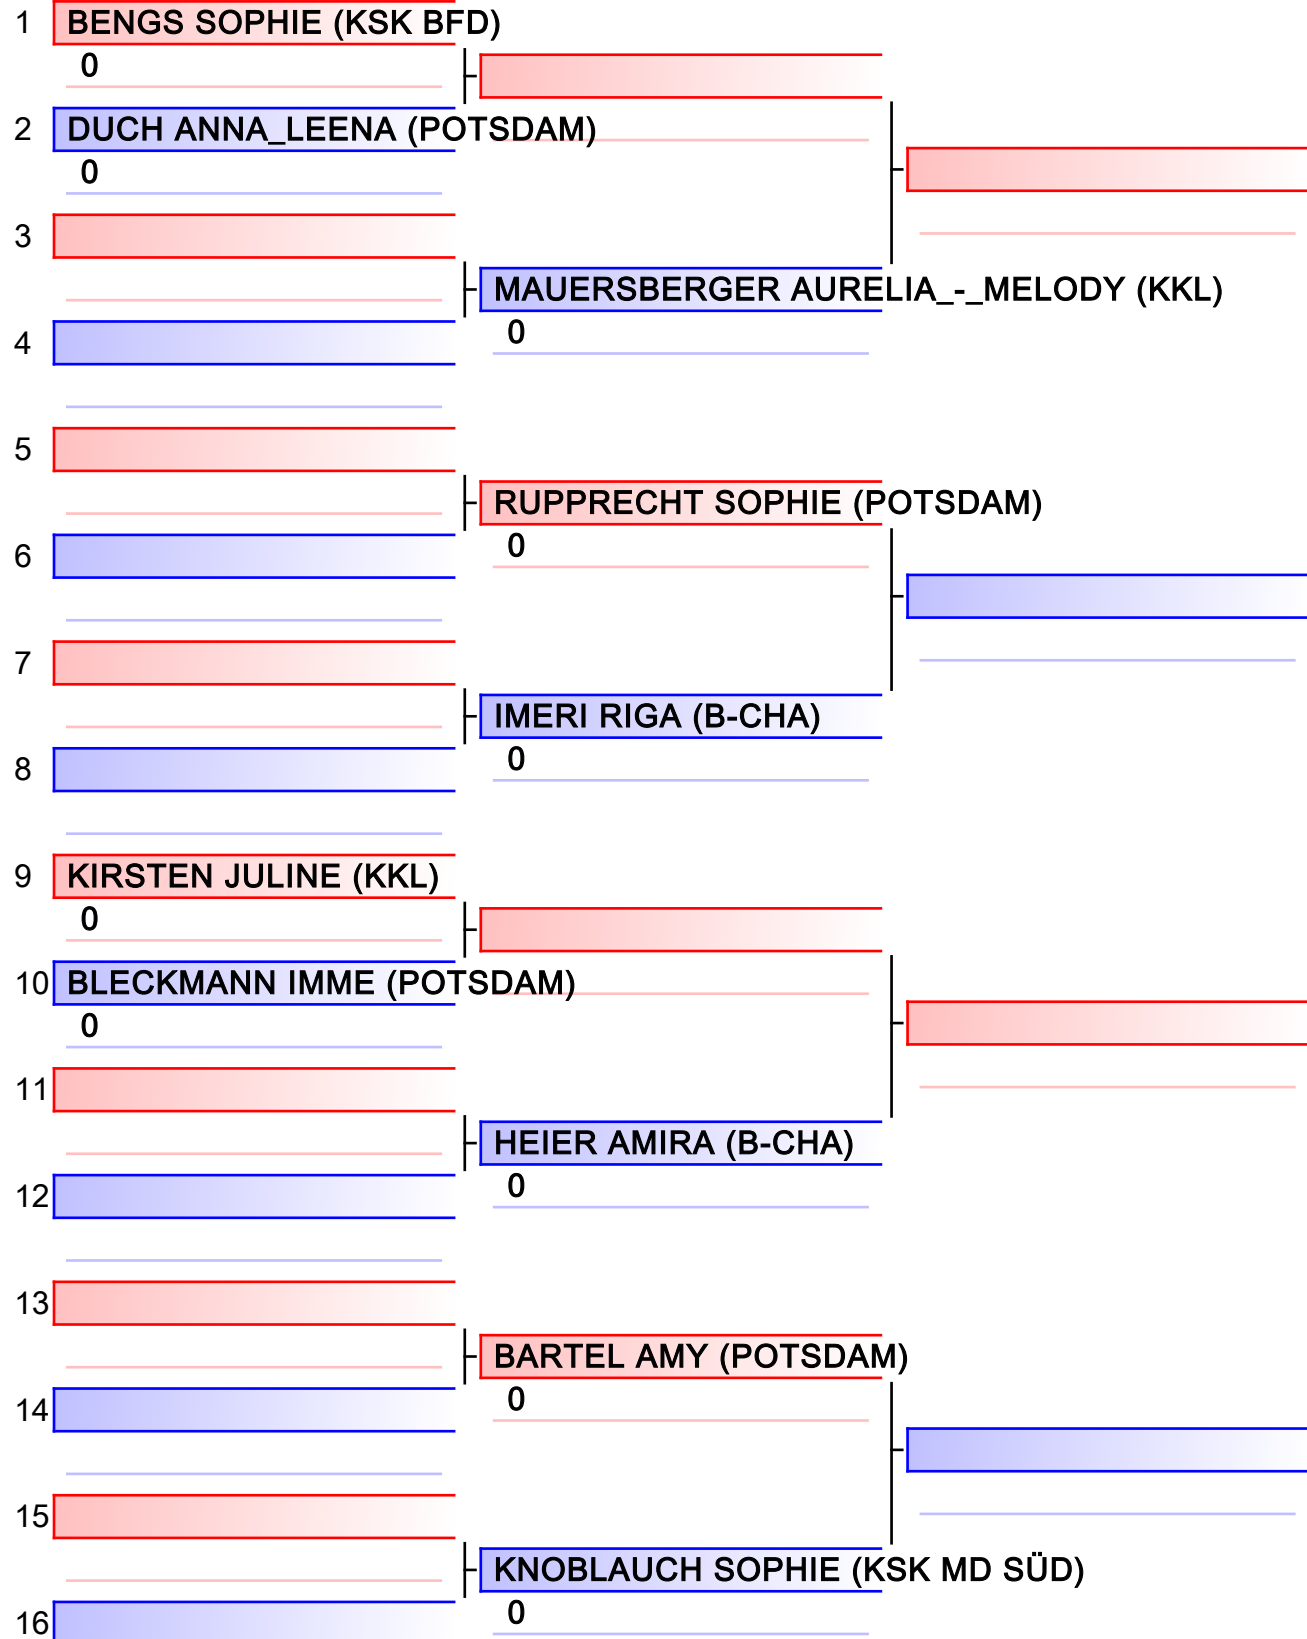 1 BENGS SOPHIE (KSK BFD)
0
2 DUCH ANNA_LEENA (POTSDAM)
0
3
MAUERSBERGER AURELIA_-_MELODY (KKL)
0
4
5
RUPPRECHT SOPHIE (POTSDAM)
0
6
7
IMERI RIGA (B-CHA)
0
8
9 KIRSTEN JULINE (KKL)
0
10 BLECKMANN IMME (POTSDAM)
0
11
HEIER AMIRA (B-CHA)
0
12
13
BARTEL AMY (POTSDAM)
0
14
15
KNOBLAUCH SOPHIE (KSK MD SÜD)
0
16